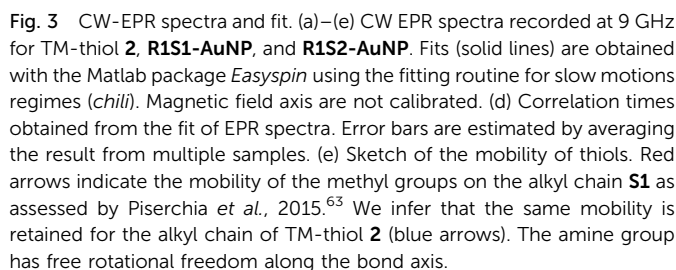 Fig. 3 CW-EPR spectra and fit. (a)–(e) CW EPR spectra recorded at 9 GHz
for TM-thiol 2, R1S1-AuNP, and R1S2-AuNP. Fits (solid lines) are obtained
with the Matlab package Easyspin using the fitting routine for slow motions
regimes (chili). Magnetic field axis are not calibrated. (d) Correlation times
obtained from the fit of EPR spectra. Error bars are estimated by averaging
the result from multiple samples. (e) Sketch of the mobility of thiols. Red
arrows indicate the mobility of the methyl groups on the alkyl chain S1 as
assessed by Piserchia et al., 2015.63 We infer that the same mobility is
retained for the alkyl chain of TM-thiol 2 (blue arrows). The amine group
has free rotational freedom along the bond axis.